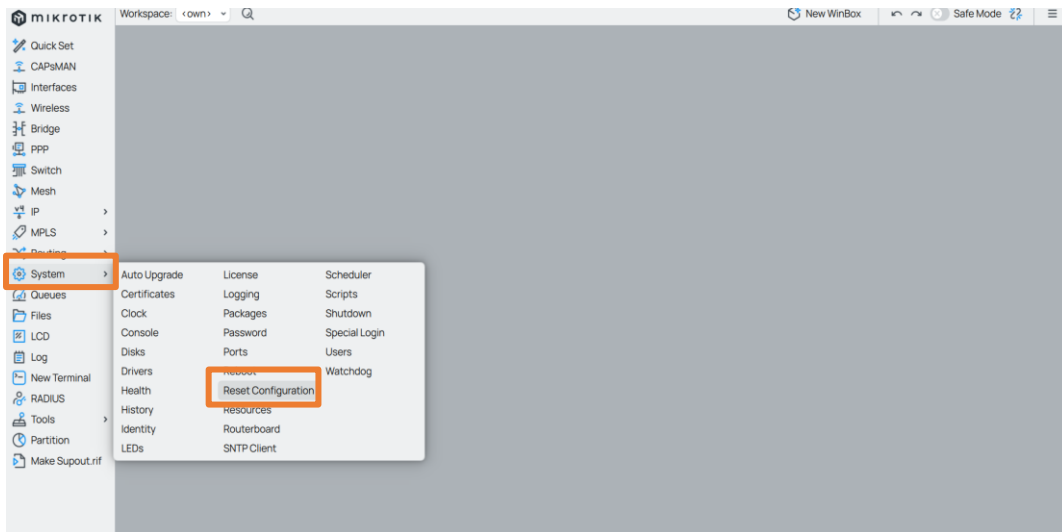 mikrotik Workspace: <own> New WinBox Safe Mode
Quick Set
CAPsMAN
Interfaces
Wireless
Bridge
PPP
Switch
Mesh
IP
MPLS
Routing
System
Queues
Files
LCD
Log
New Terminal
RADIUS
Tools
Partition
Make Supout.rif
Auto Upgrade
Certificates
Clock
Console
Disks
Drivers
Health
History
Identity
LEDs
License
Logging
Packages
Password
Ports
Reboot
Reset Configuration
Resources
Routerboard
SNTP Client
Scheduler
Scripts
Shutdown
Special Login
Users
Watchdog